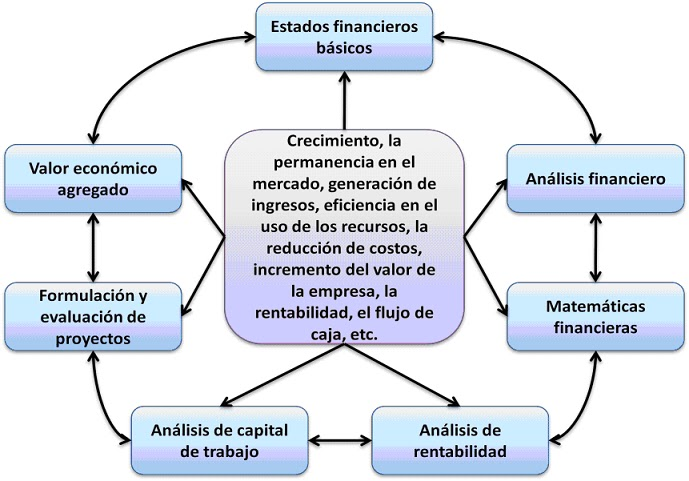 Estados financieros
básicos
Valor económico
agregado
Crecimiento, la
permanencia en el
mercado, generación de
ingresos, eficiencia en el
uso de los recursos, la
reducción de costos,
incremento del valor de
la empresa, la
rentabilidad, el flujo de
caja, etc.
Análisis financiero
Formulación y
evaluación de
proyectos
Matemáticas
financieras
Análisis de capital
de trabajo
Análisis de
rentabilidad